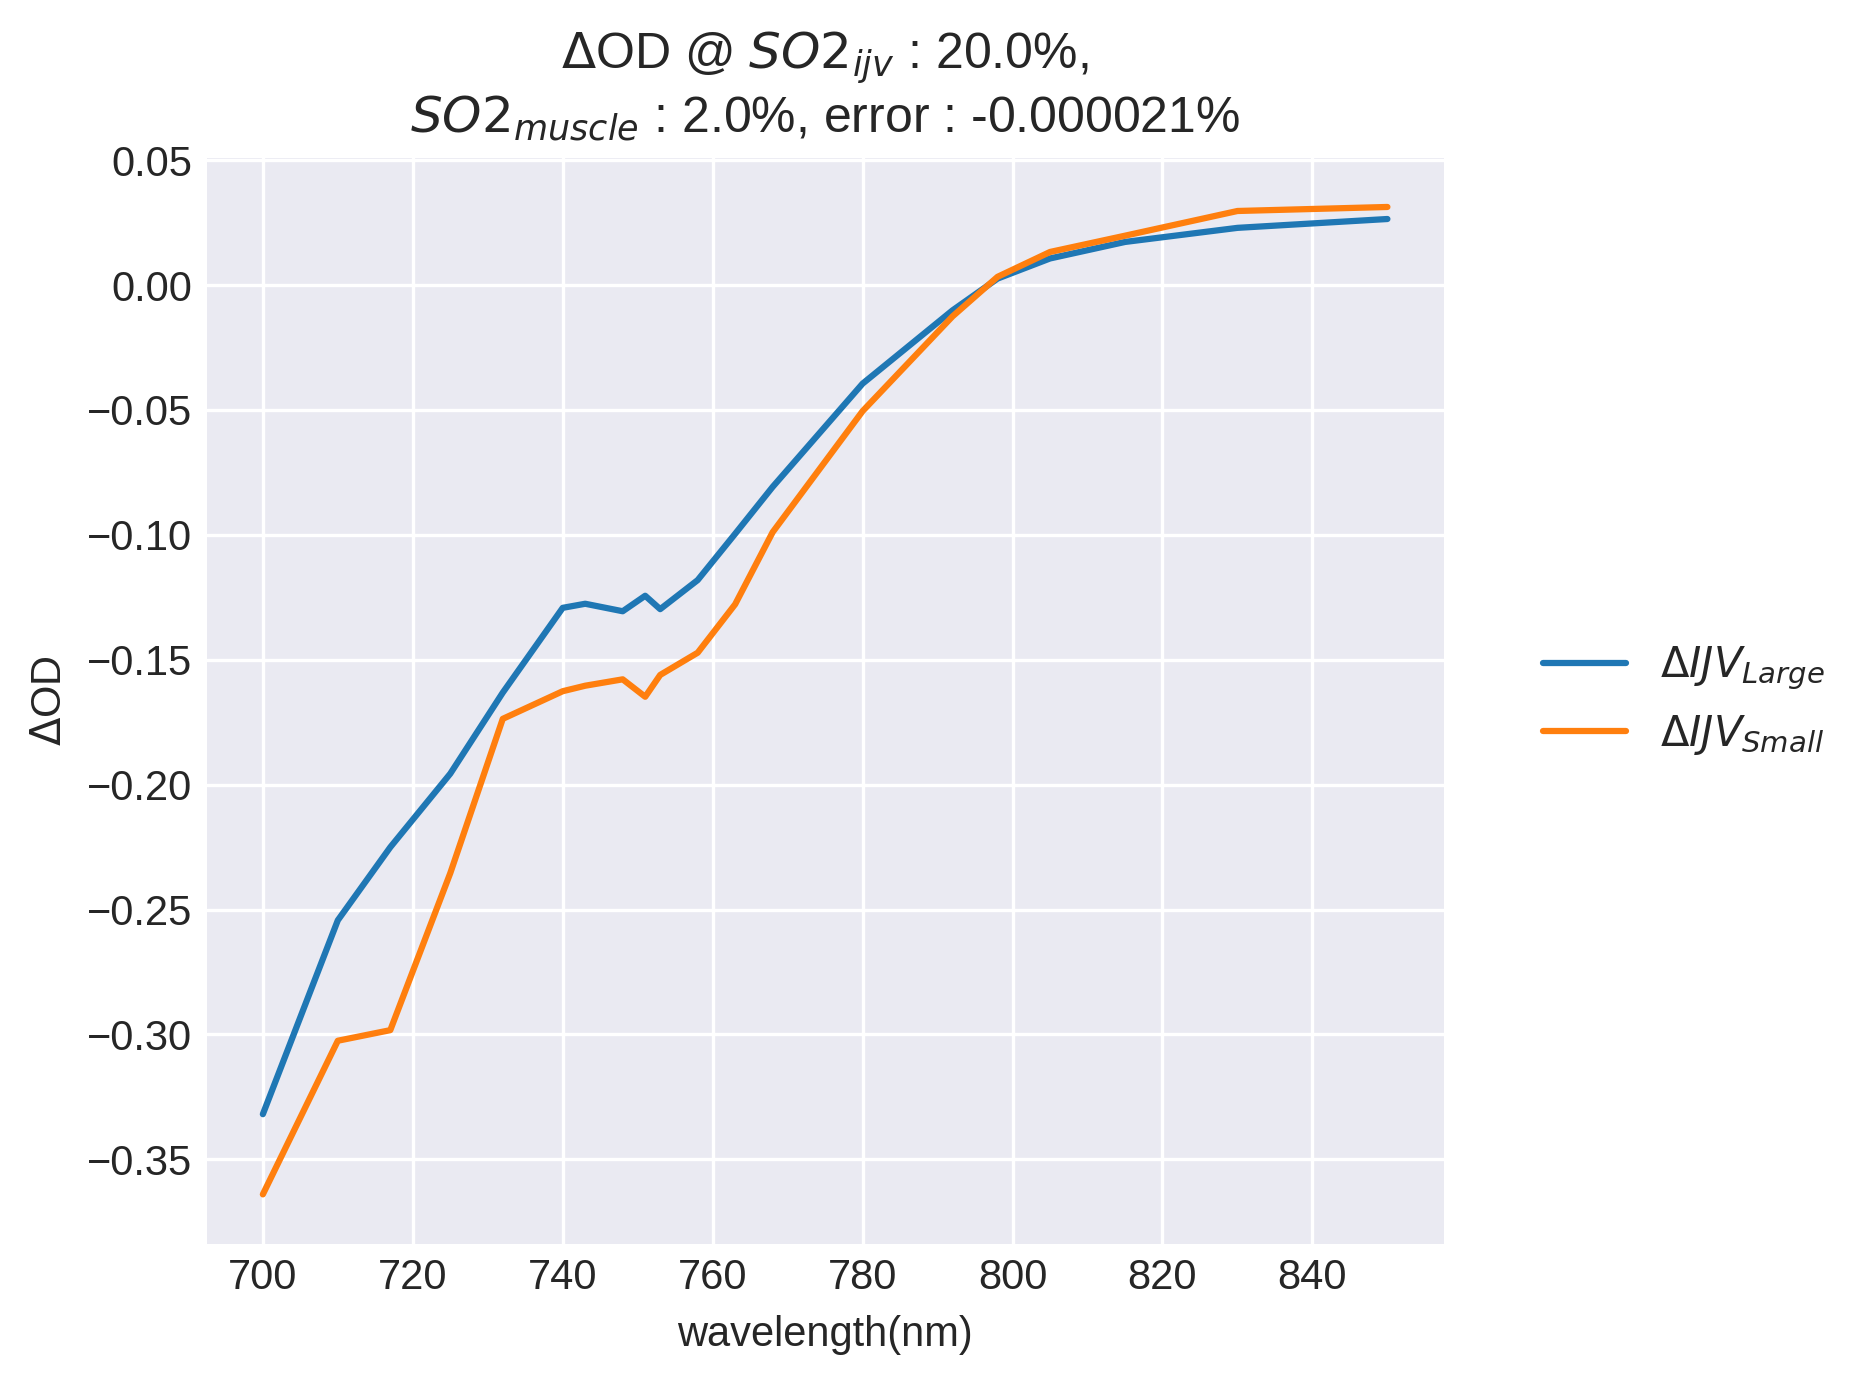 ΔOD @ SO2ijv : 20.0%,
SO2muscle : 2.0%, error : -0.000021%
0.05
0.00
−0.05
−0.10
−0.15
−0.20
−0.25
−0.30
−0.35
ΔOD
700 720 740 760 780 800 820 840
wavelength(nm)
ΔIJVLarge
ΔIJVSmall